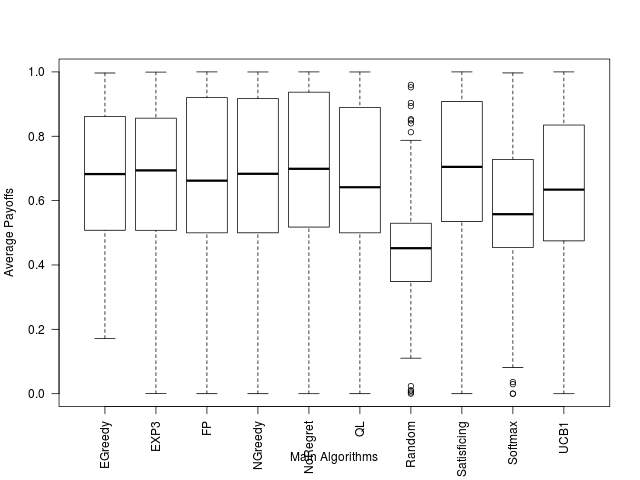 Average Payoffs
1.0
0.8
0.6
0.4
0.2
0.0
EGreedy
EXP3
FP
NGreedy
NoRegret
QL
Random
Satisficing
Softmax
UCB1
Main Algorithms